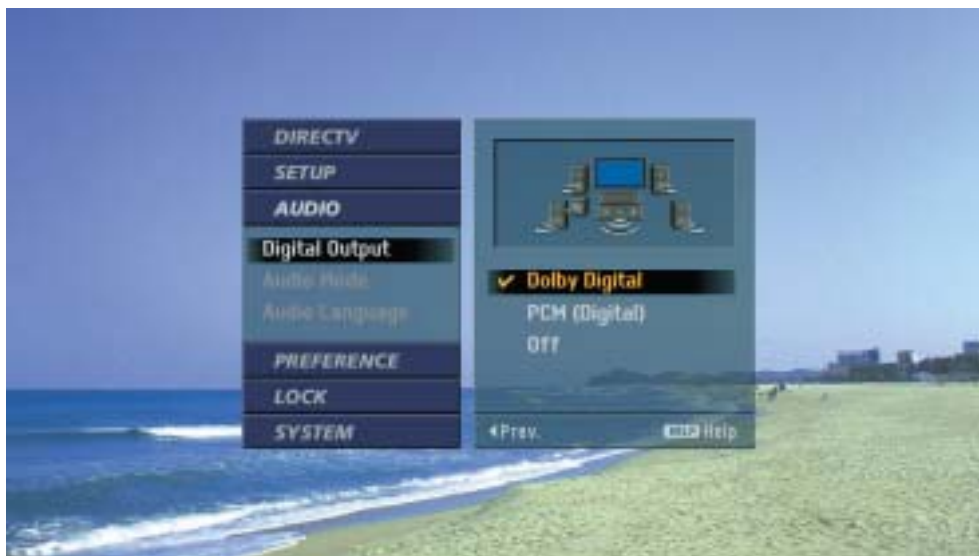 DIRECTV
SETUP
AUDIO
Digital Output
Audio Mode
Audio Language
PREFERENCE
LOCK
SYSTEM
Dolby Digital
PCM (Digital)
Off
Prev.
HELP Help